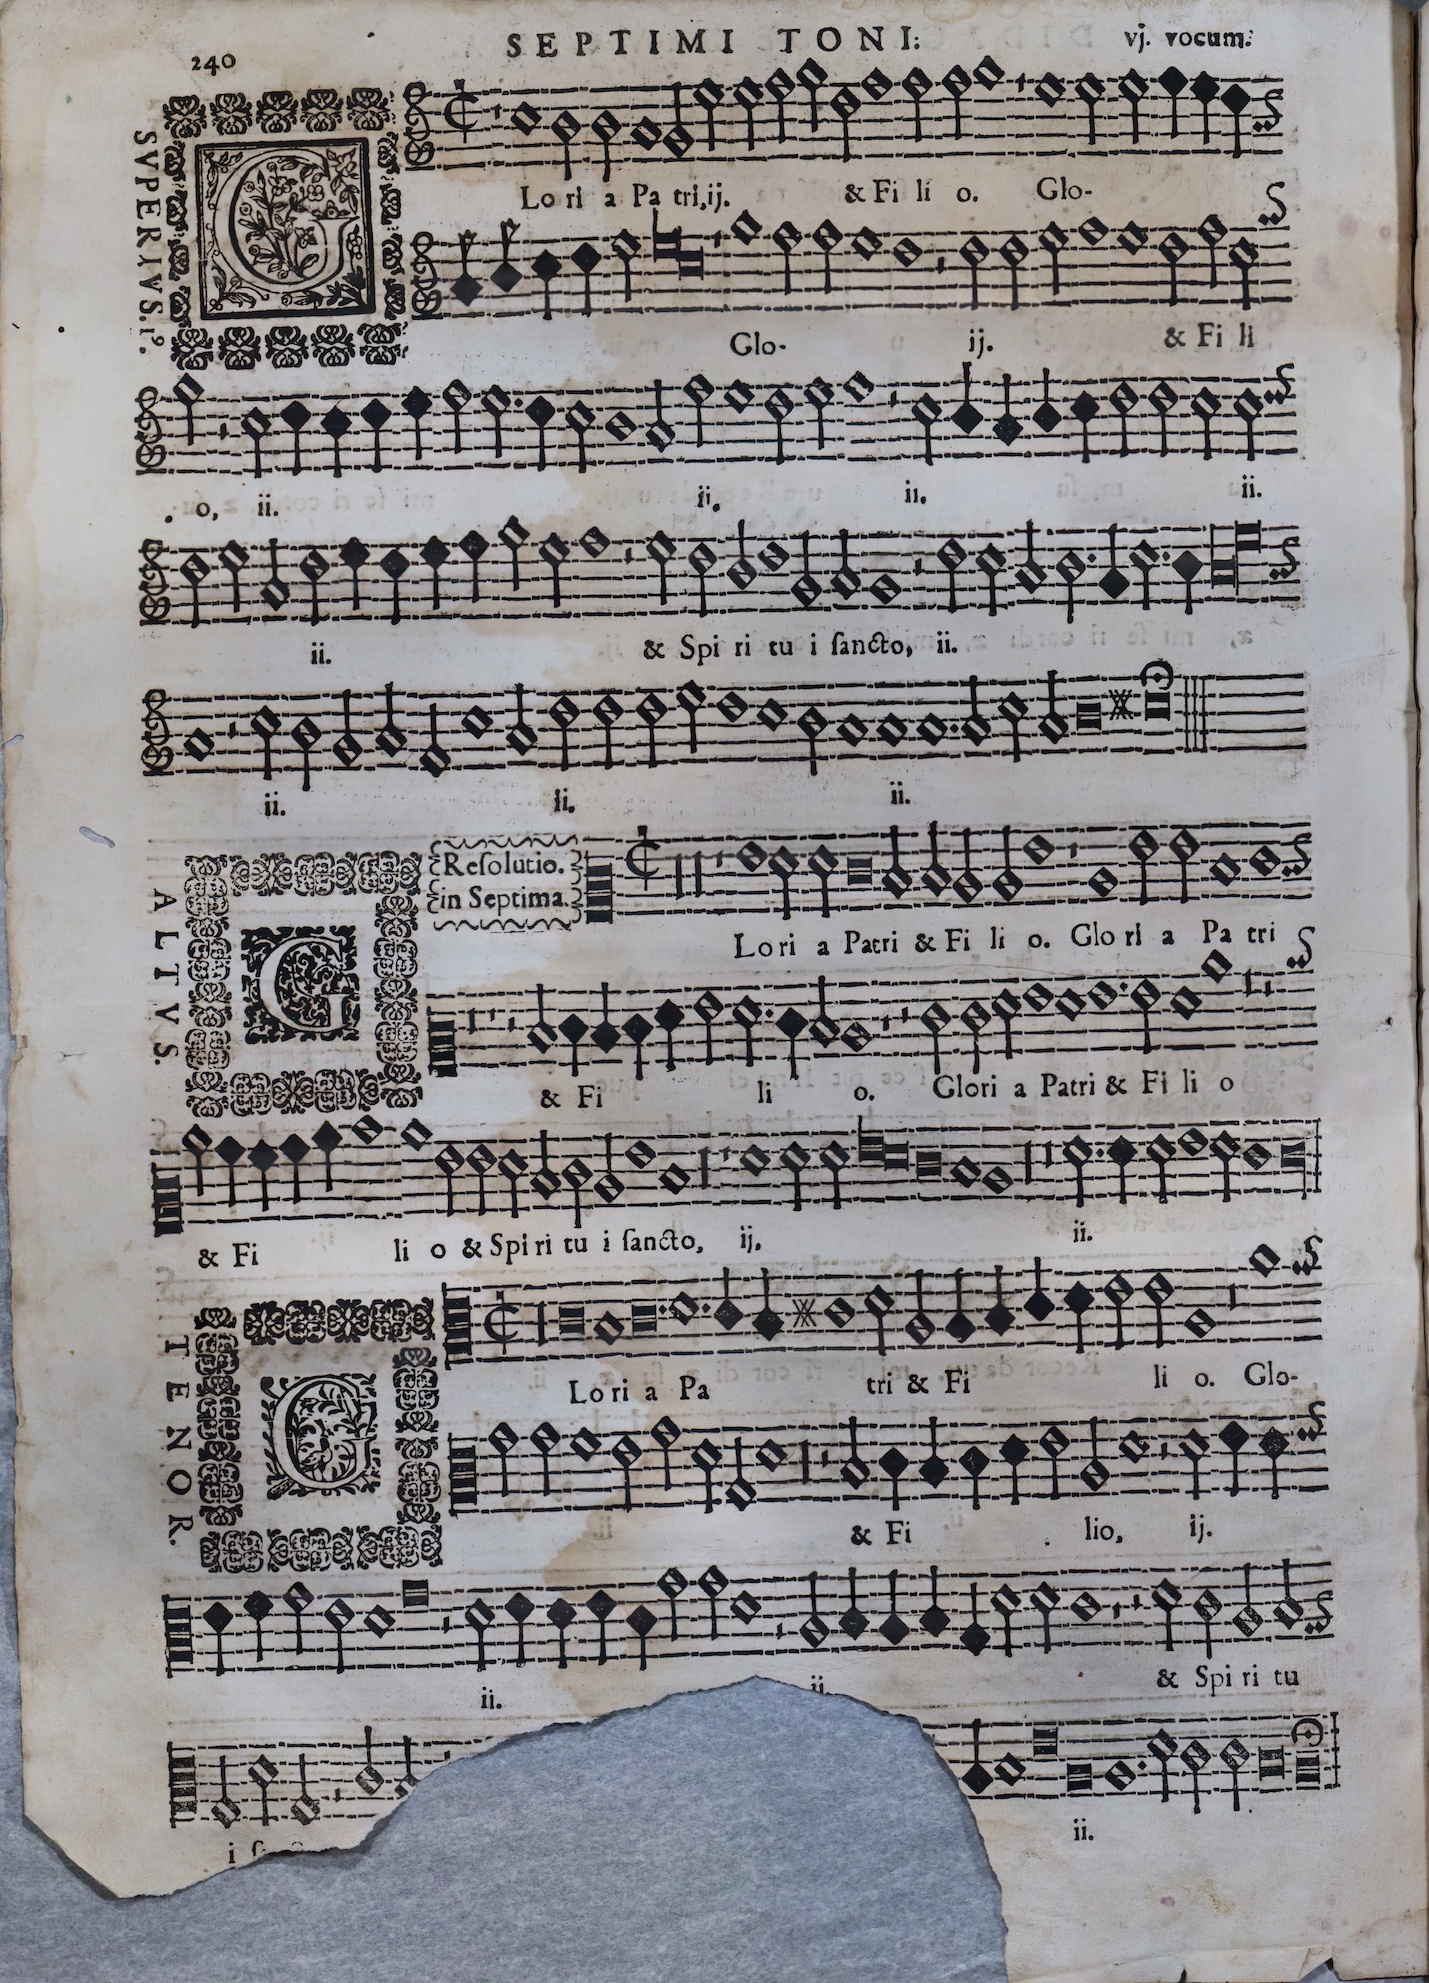 240
SEPTIMI TONI:
vj. vocum.
SVPERIVS. 1⁹.
G
Lo ri a Pa tri, ij. & Fi li o. Glo-
Glo- ij. & Fi li
o, ii. ii. ii. ii.
ii. & Spi ri tu i ſancto, ii.
ii. ii. ii.
ALTVS.
G
Reſolutio.
in Septima.
Lo ri a Patri & Fi li o. Glo ri a Pa tri
& Fi li o. Glori a Patri & Fi li o
& Fi li o & Spi ri tu i ſancto, ij. ii.
TENOR.
G
Lo ri a Pa tri & Fi li o. Glo-
& Fi lio, ij.
ii. ii. & Spi ri tu
i
ii.